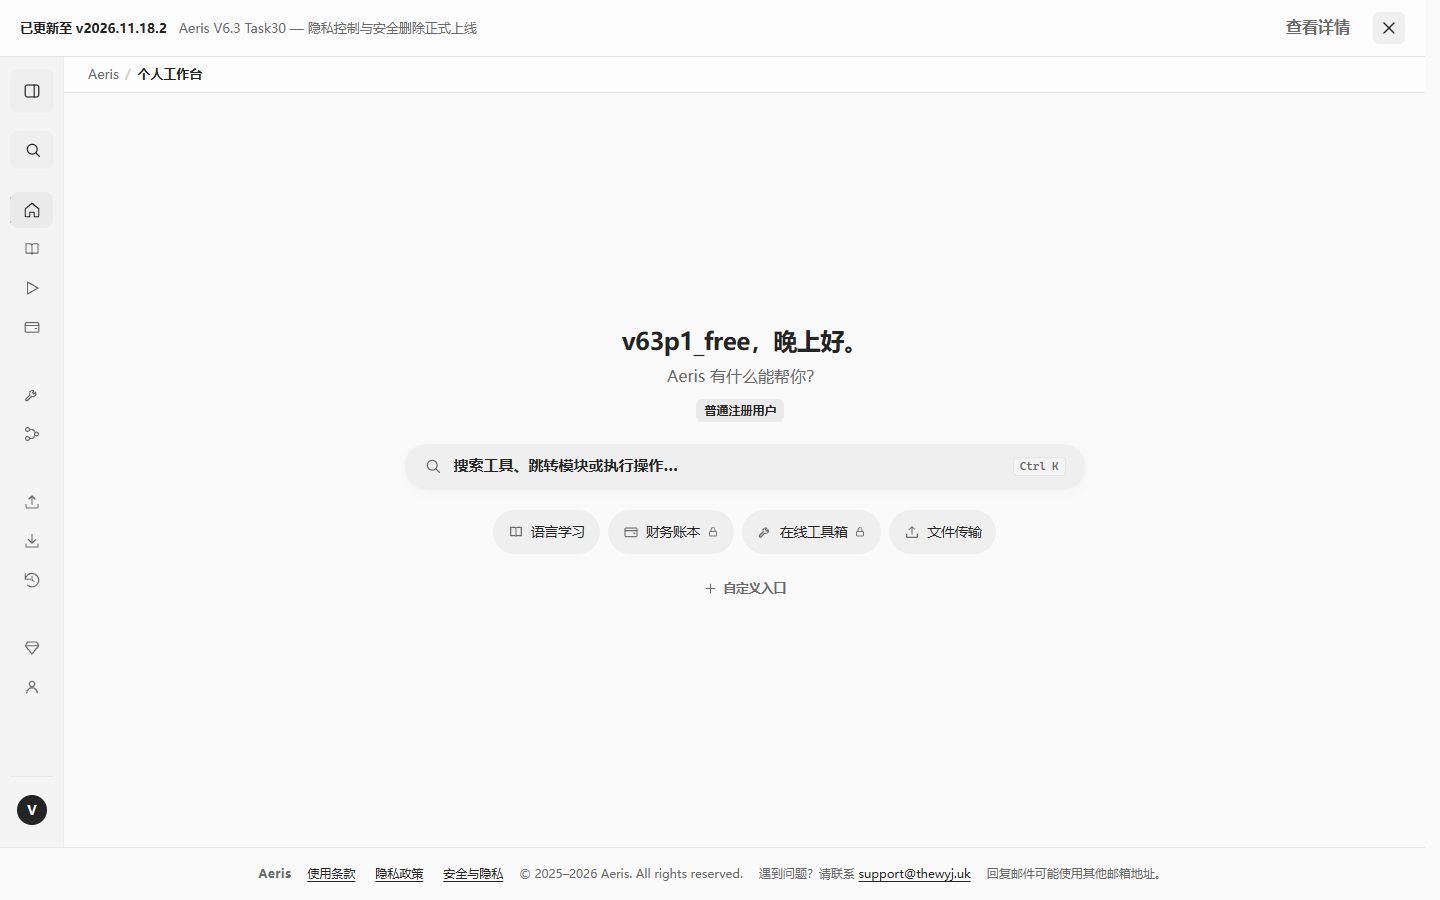 已更新至 v2026.11.18.2 Aeris V6.3 Task30 — 隐私控制与安全删除正式上线 查看详情
Aeris / 个人工作台
v63p1_free，晚上好。
Aeris 有什么能帮你？
普通注册用户
搜索工具、跳转模块或执行操作... Ctrl K
语言学习 财务账本 在线工具箱 文件传输
自定义入口
V
Aeris 使用条款 隐私政策 安全与隐私 © 2025–2026 Aeris. All rights reserved. 遇到问题？请联系 support@thewyj.uk 回复邮件可能使用其他邮箱地址。